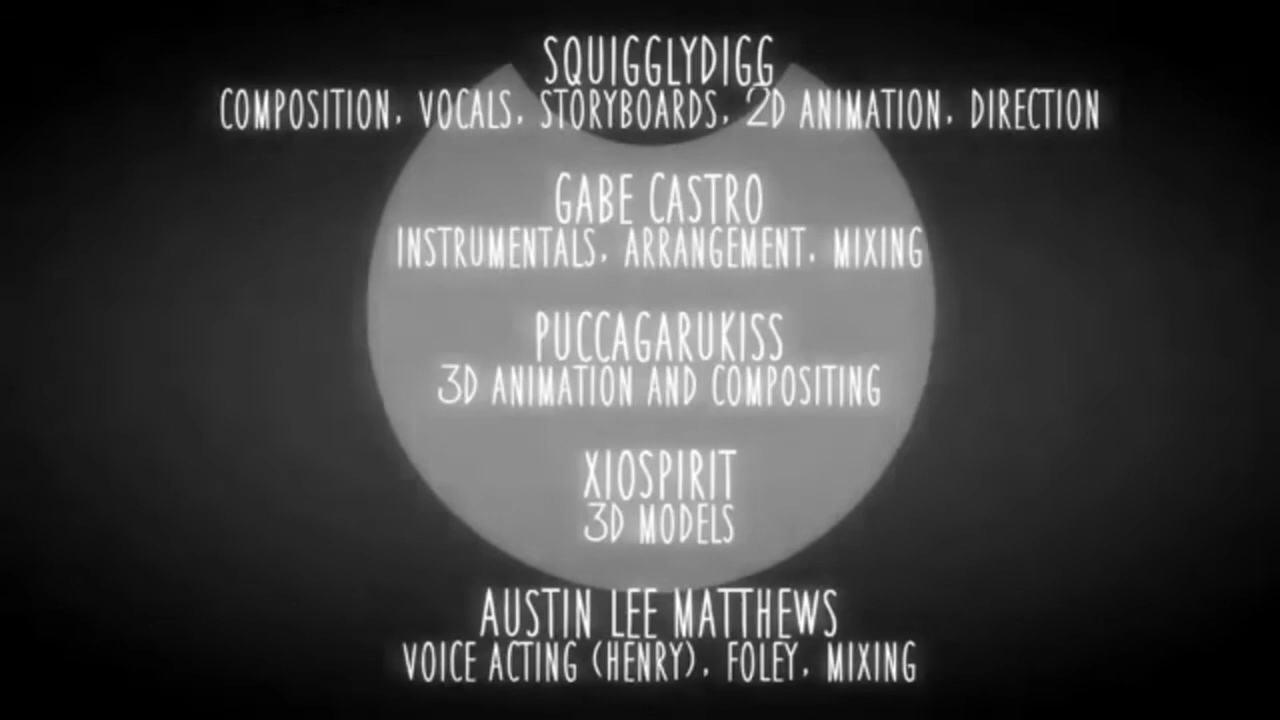 SQUIGGLYDIGG
COMPOSITION, VOCALS, STORYBOARDS, 2D ANIMATION, DIRECTION
GABE CASTRO
INSTRUMENTALS, ARRANGEMENT, MIXING
PUCCAGARUKISS
3D ANIMATION AND COMPOSITING
XIOSPIRIT
3D MODELS
AUSTIN LEE MATTHEWS
VOICE ACTING (HENRY), FOLEY, MIXING